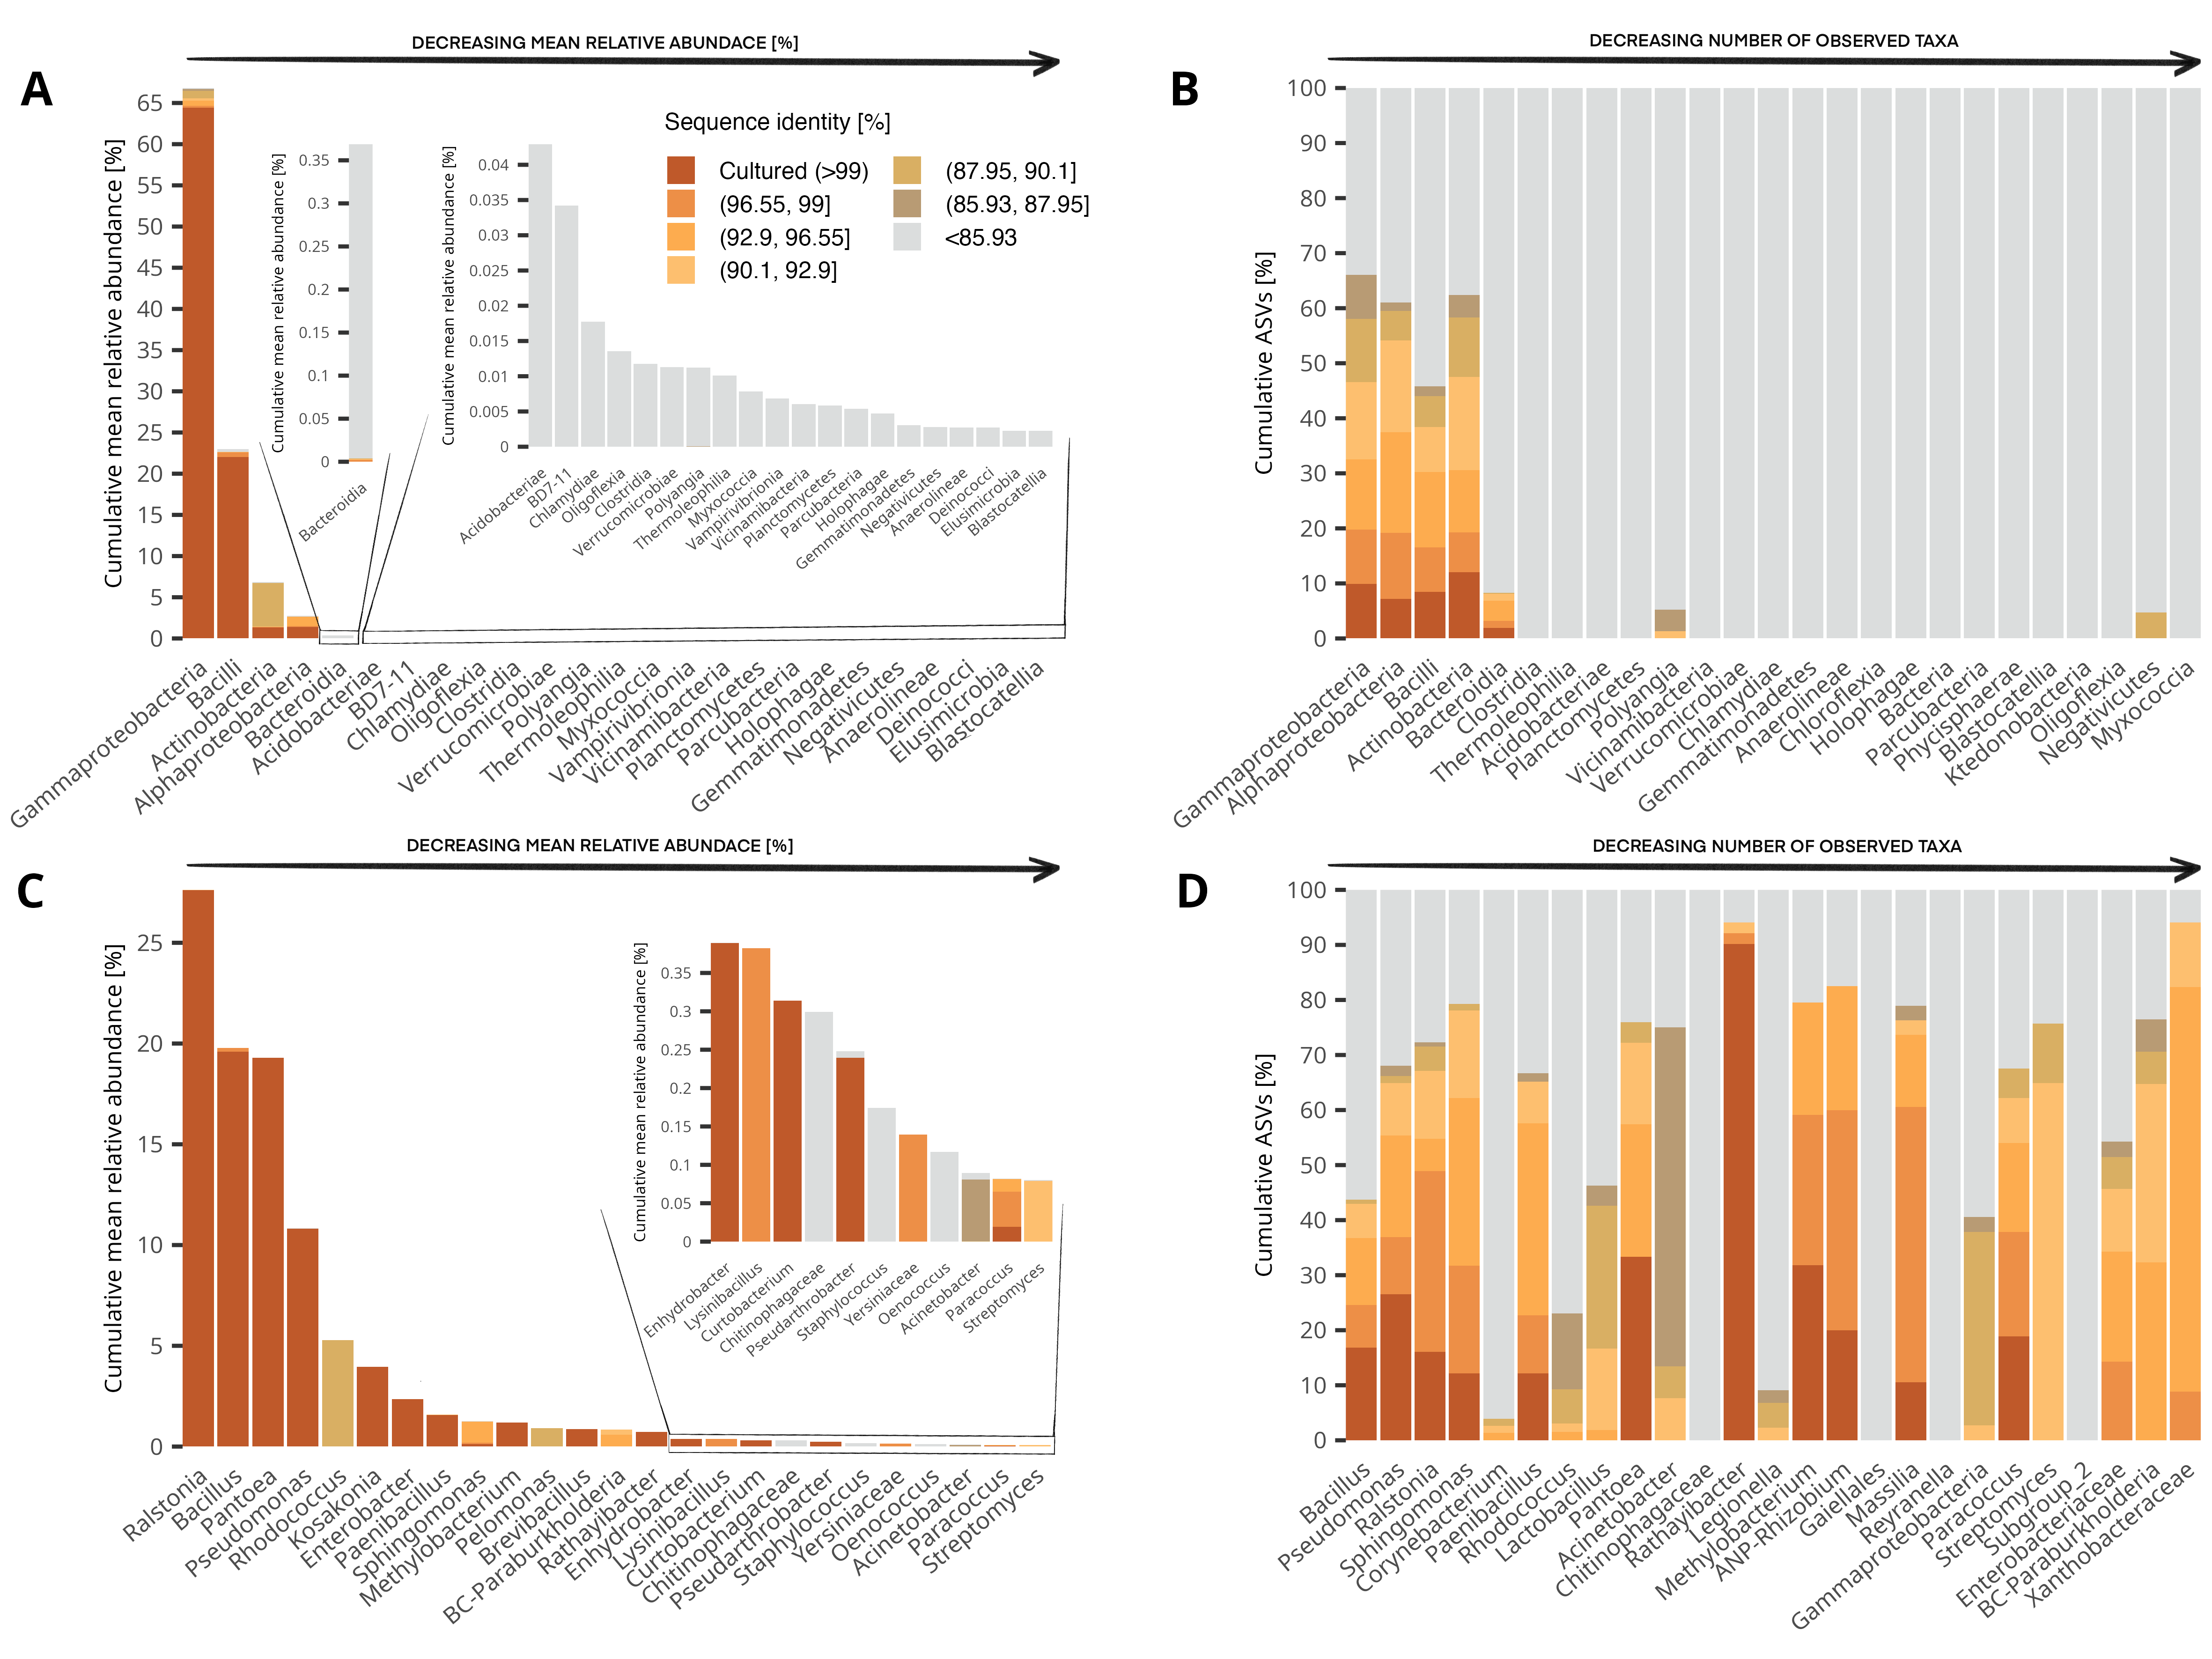 DECREASING MEAN RELATIVE ABUNDACE [%]
A
Cumulative mean relative abundance [%]
65
60
55
50
45
40
35
30
25
20
15
10
5
0
Cumulative mean relative abundance [%]
0.35
0.3
0.25
0.2
0.15
0.1
0.05
0
Bacteroidia
Cumulative mean relative abundance [%]
0.04
0.035
0.03
0.025
0.02
0.015
0.01
0.005
0
Acidobacteriae
BD7-11
Chlamydiae
Oligoflexia
Clostridia
Verrucomicrobiae
Polyangia
Thermoleophilia
Myxococcia
Vampirivibrionia
Vicinamibacteria
Planctomycetes
Parcubacteria
Holophagae
Gemmatimonadetes
Negativicutes
Anaerolineae
Deinococci
Elusimicrobia
Blastocatellia
Sequence identity [%]
Cultured (>99)
(96.55, 99]
(92.9, 96.55]
(90.1, 92.9]
(87.95, 90.1]
(85.93, 87.95]
<85.93
Gammaproteobacteria
Bacilli
Actinobacteria
Alphaproteobacteria
Bacteroidia
Acidobacteriae
BD7-11
Chlamydiae
Oligoflexia
Clostridia
Verrucomicrobiae
Polyangia
Thermoleophilia
Myxococcia
Vampirivibrionia
Vicinamibacteria
Planctomycetes
Parcubacteria
Holophagae
Gemmatimonadetes
Negativicutes
Anaerolineae
Deinococci
Elusimicrobia
Blastocatellia
DECREASING NUMBER OF OBSERVED TAXA
B
Cumulative ASVs [%]
100
90
80
70
60
50
40
30
20
10
0
Gammaproteobacteria
Alphaproteobacteria
Bacilli
Actinobacteria
Bacteroidia
Clostridia
Thermoleophilia
Acidobacteriae
Planctomycetes
Polyangia
Vicinamibacteria
Verrucomicrobiae
Chlamydiae
Gemmatimonadetes
Anaerolineae
Chloroflexia
Holophagae
Bacteria
Parcubacteria
Phycisphaerae
Blastocatellia
Ktedonobacteria
Oligoflexia
Negativicutes
Myxococcia
DECREASING MEAN RELATIVE ABUNDACE [%]
C
Cumulative mean relative abundance [%]
25
20
15
10
5
0
Cumulative mean relative abundance [%]
0.35
0.3
0.25
0.2
0.15
0.1
0.05
0
Enhydrobacter
Lysinibacillus
Curtobacterium
Chitinophagaceae
Pseudarthrobacter
Staphylococcus
Yersiniaceae
Oenococcus
Acinetobacter
Paracoccus
Streptomyces
Ralstonia
Bacillus
Pantoea
Pseudomonas
Rhodococcus
Kosakonia
Enterobacter
Paenibacillus
Sphingomonas
Methylobacterium
Pelomonas
Brevibacillus
BC-Paraburkholderia
Rathayibacter
Enhydrobacter
Lysinibacillus
Curtobacterium
Chitinophagaceae
Pseudarthrobacter
Staphylococcus
Yersiniaceae
Oenococcus
Acinetobacter
Paracoccus
Streptomyces
DECREASING NUMBER OF OBSERVED TAXA
D
Cumulative ASVs [%]
100
90
80
70
60
50
40
30
20
10
0
Bacillus
Pseudomonas
Ralstonia
Sphingomonas
Corynebacterium
Paenibacillus
Rhodococcus
Lactobacillus
Pantoea
Acinetobacter
Chitinophagaceae
Rathayibacter
Legionella
Methylobacterium
ANP-Rhizobium
Gaiellales
Massilia
Reyranella
Gammaproteobacteria
Paracoccus
Streptomyces
Subgroup_2
Enterobacteriaceae
BC-Paraburkholderia
Xanthobacteraceae